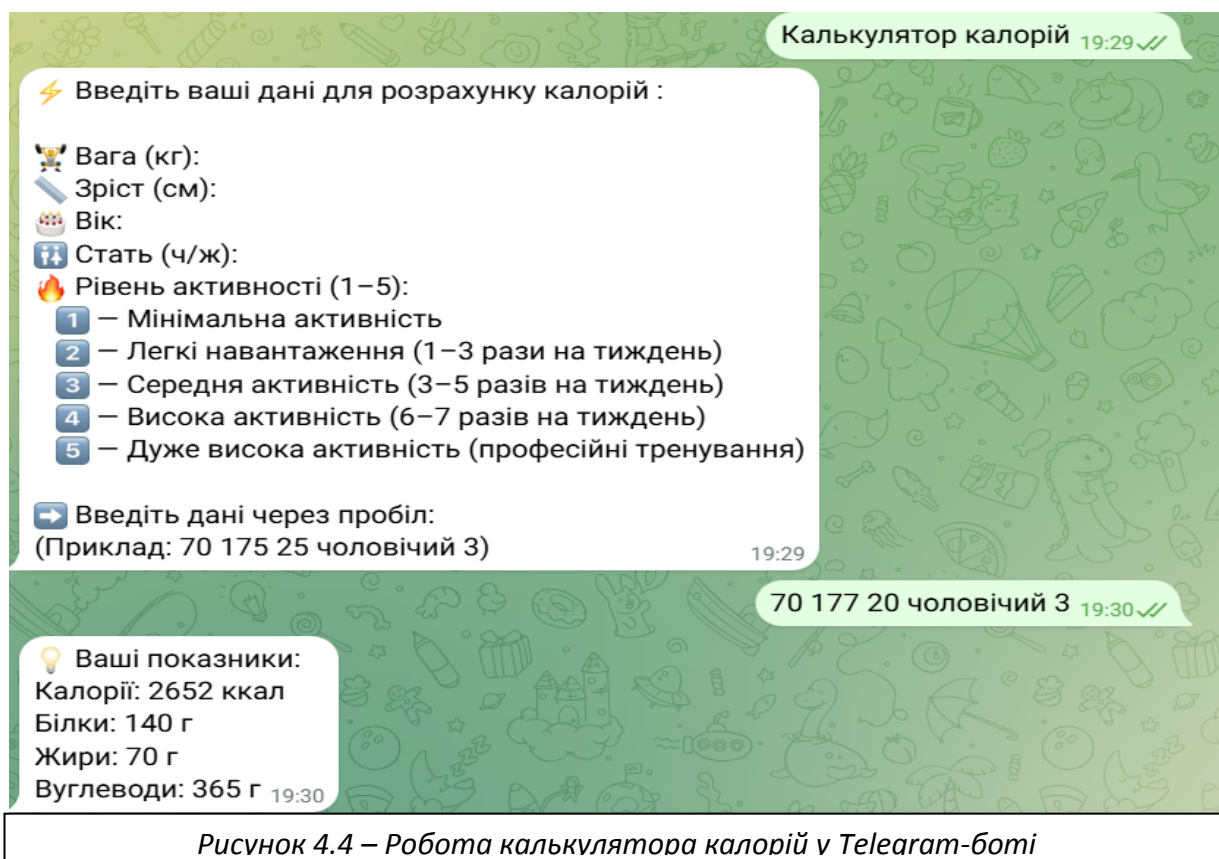 Калькулятор калорій 19:29
⚡ Введіть ваші дані для розрахунку калорій :
🏋️ Вага (кг):
📏 Зріст (см):
🎂 Вік:
🚻 Стать (ч/ж):
🔥 Рівень активності (1–5):
1️⃣ — Мінімальна активність
2️⃣ — Легкі навантаження (1–3 рази на тиждень)
3️⃣ — Середня активність (3–5 разів на тиждень)
4️⃣ — Висока активність (6–7 разів на тиждень)
5️⃣ — Дуже висока активність (професійні тренування)
➡️ Введіть дані через пробіл:
(Приклад: 70 175 25 чоловічий 3)
19:29
70 177 20 чоловічий 3 19:30
💡 Ваші показники:
Калорії: 2652 ккал
Білки: 140 г
Жири: 70 г
Вуглеводи: 365 г 19:30
Рисунок 4.4 – Робота калькулятора калорій у Telegram-боті